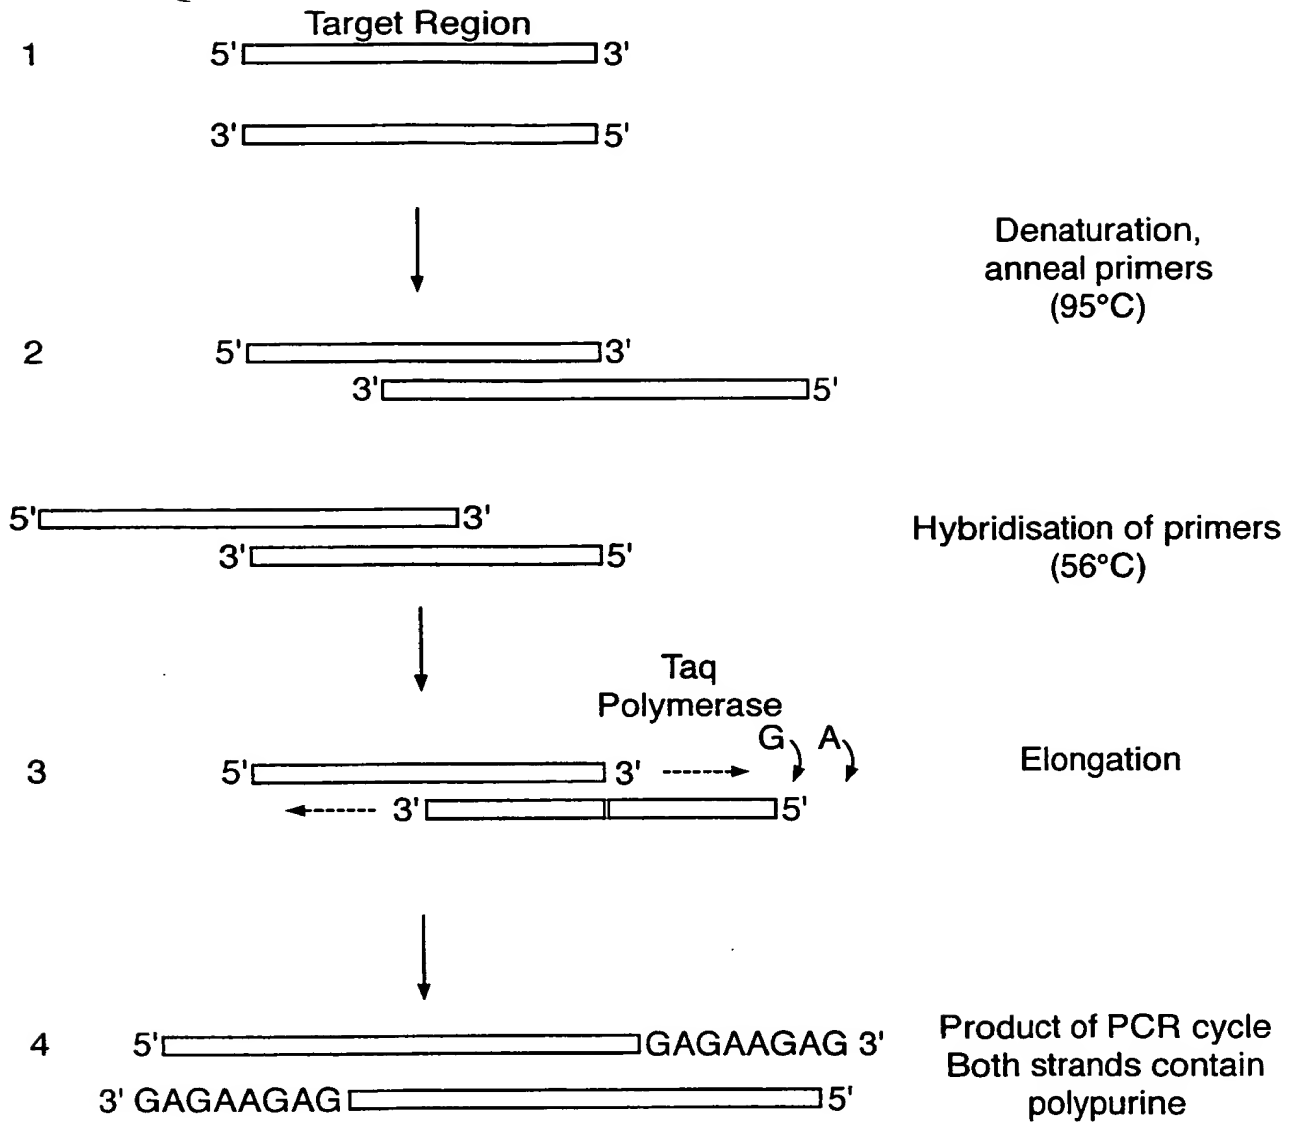 Target Region
1
5' 3'
3' 5'
Denaturation,
anneal primers
(95°C)
2
5' 3'
3' 5'
5' 3'
3' 5'
Hybridisation of primers
(56°C)
Taq
Polymerase
G A
3
5' 3'
3' 5'
Elongation
4
5' GAGAAGAG 3'
3' GAGAAGAG 5'
Product of PCR cycle
Both strands contain
polypurine